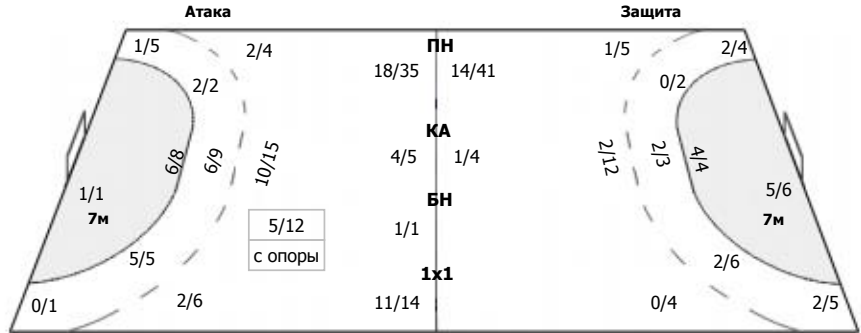 Атака Защита
1/5 2/4 ПН 1/5 2/4
2/2 18/35 14/41 0/2
КА
6/8 6/9 10/15 4/5 1/4 2/12 2/3 4/4
1/1 БН 5/6
7м 7м
5/12 1/1
5/5 с опоры 2/6
1x1
0/1 2/6 11/14 0/4 2/5